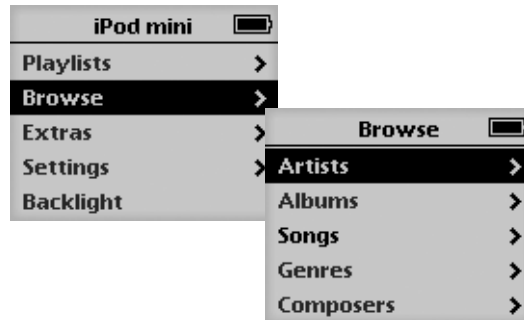 iPod mini
Playlists
Browse
Extras
Settings
Backlight
Browse
Artists
Albums
Songs
Genres
Composers